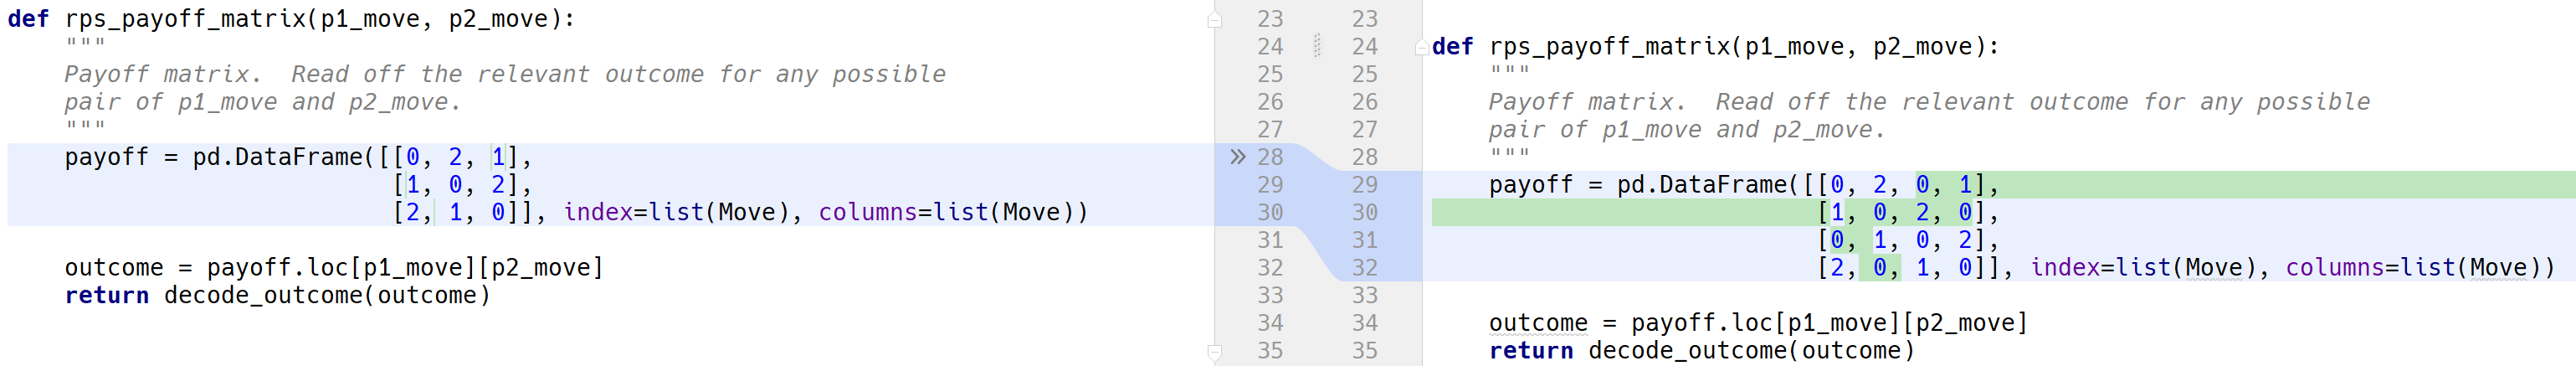 def rps_payoff_matrix(p1_move, p2_move):
    """
    Payoff matrix.  Read off the relevant outcome for any possible
    pair of p1_move and p2_move.
    """
    payoff = pd.DataFrame([[0, 2, 1],
                           [1, 0, 2],
                           [2, 1, 0]], index=list(Move), columns=list(Move))

    outcome = payoff.loc[p1_move][p2_move]
    return decode_outcome(outcome)
23 23
24 24
25 25
26 26
27 27
» 28 28
29 29
30 30
31 31
32 32
33 33
34 34
35 35
def rps_payoff_matrix(p1_move, p2_move):
    """
    Payoff matrix.  Read off the relevant outcome for any possible
    pair of p1_move and p2_move.
    """
    payoff = pd.DataFrame([[0, 2, 0, 1],
                           [1, 0, 2, 0],
                           [0, 1, 0, 2],
                           [2, 0, 1, 0]], index=list(Move), columns=list(Move))

    outcome = payoff.loc[p1_move][p2_move]
    return decode_outcome(outcome)